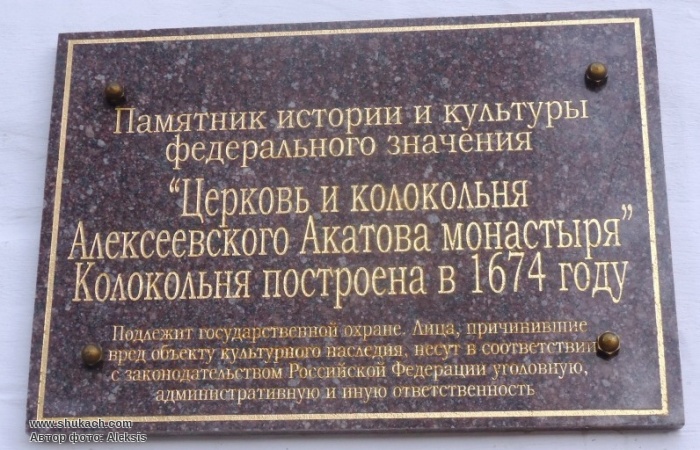 Памятник истории и культуры
федерального значения
“Церковь и колокольня
Алексеевского Акатова монастыря”
Колокольня построена в 1674 году
Подлежит государственной охране. Лица, причинившие
вред объекту культурного наследия, несут в соответствии
с законодательством Российской Федерации уголовную,
административную и иную ответственность
www.shukach.com
Автор фото: Aleksis